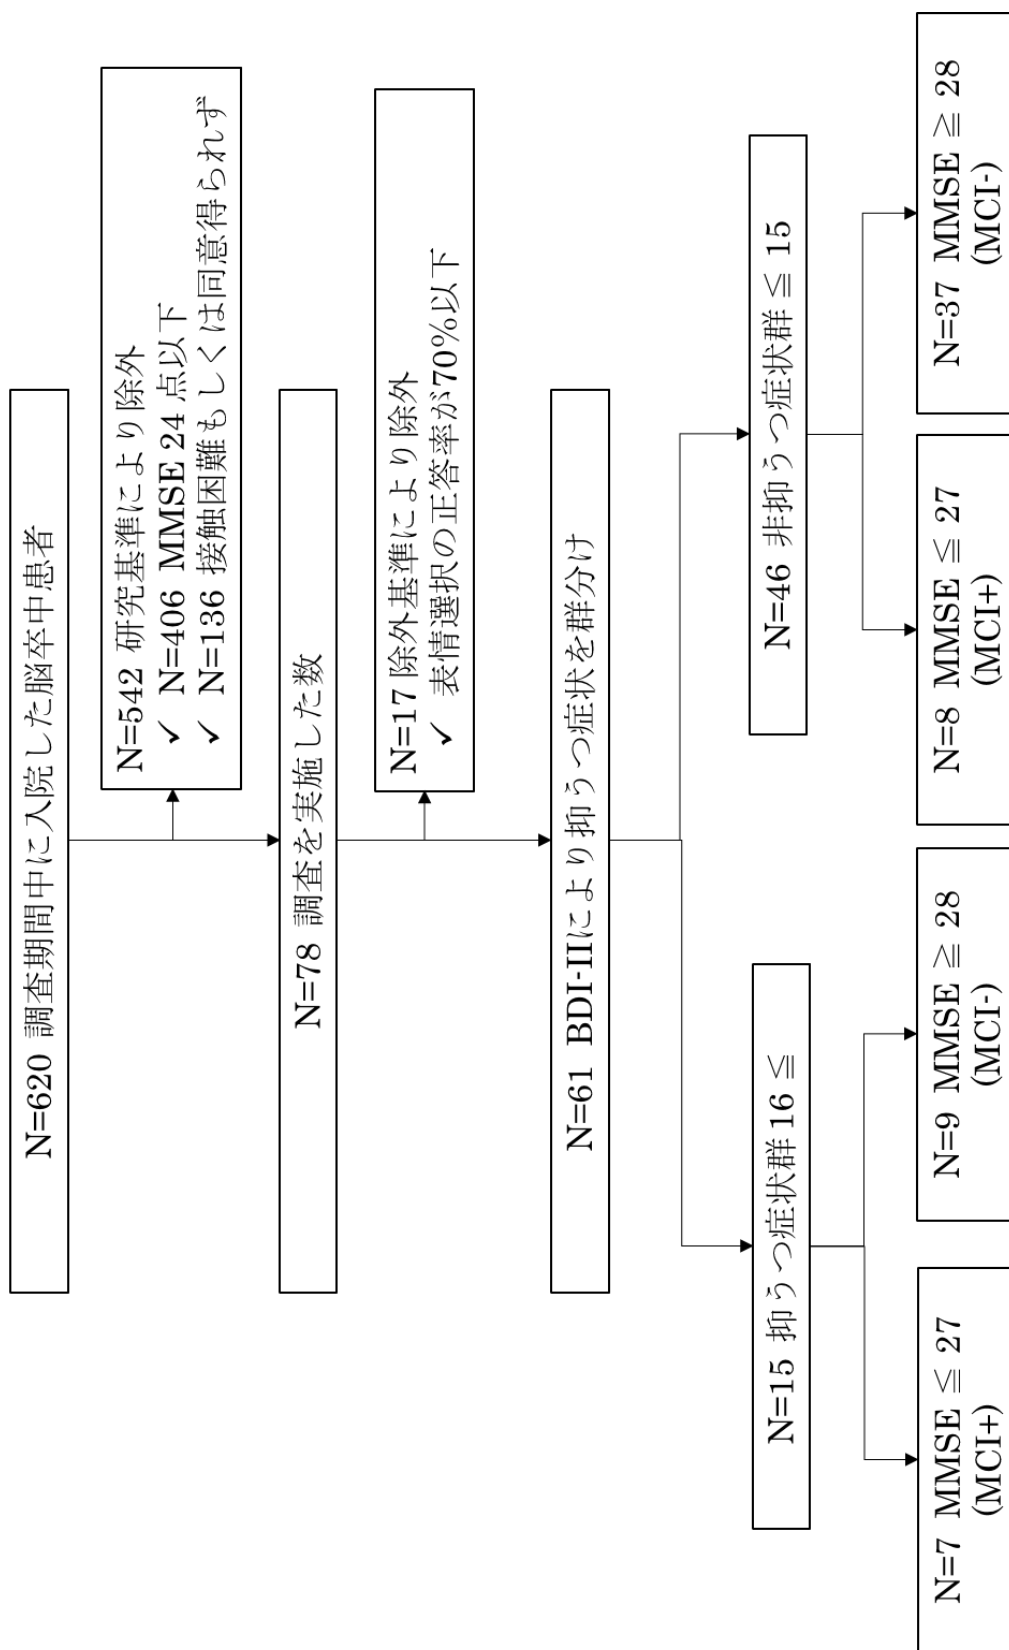 N=620 調査期間中に入院した脳卒中患者
N=542 研究基準により除外
✓ N=406 MMSE 24 点以下
✓ N=136 接触困難もしくは同意得られず
N=78 調査を実施した数
N=17 除外基準により除外
✓ 表情選択の正答率が70%以下
N=61 BDI-IIにより抑うつ症状を群分け
N=15 抑うつ症状群 16 ≦
N=46 非抑うつ症状群 ≦ 15
N=7 MMSE ≦ 27
(MCI+)
N=9 MMSE ≧ 28
(MCI-)
N=8 MMSE ≦ 27
(MCI+)
N=37 MMSE ≧ 28
(MCI-)